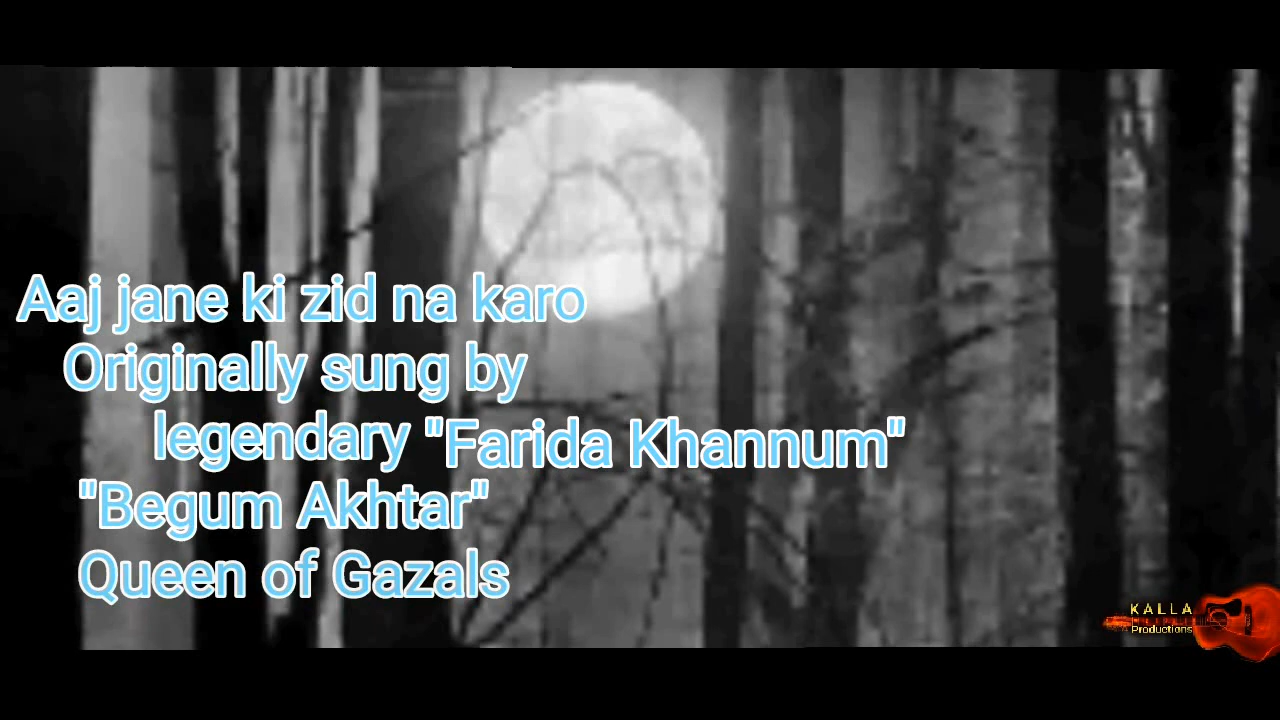 Aaj jane ki zid na karo
Originally sung by
legendary "Farida Khannum"
"Begum Akhtar"
Queen of Gazals
KALLA
Productions